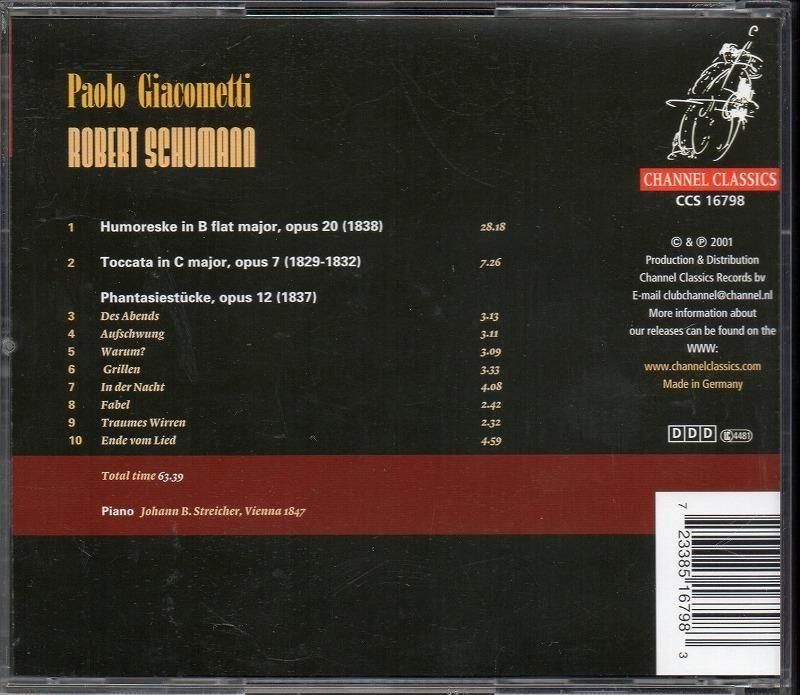 Paolo Giacometti
ROBERT SCHUMANN
CHANNEL CLASSICS
CCS 16798
1 Humoreske in B flat major, opus 20 (1838) 28.18
2 Toccata in C major, opus 7 (1829-1832) 7.26
Phantasiestücke, opus 12 (1837)
3 Des Abends 3.13
4 Aufschwung 3.11
5 Warum? 3.09
6 Grillen 3.33
7 In der Nacht 4.08
8 Fabel 2.42
9 Traumes Wirren 2.32
10 Ende vom Lied 4.59
Total time 63.39
Piano Johann B. Streicher, Vienna 1847
© & ℗ 2001
Production & Distribution
Channel Classics Records bv
E-mail clubchannel@channel.nl
More information about
our releases can be found on the
WWW:
www.channelclassics.com
Made in Germany
DDD LC 4481
7 23385 16798 3